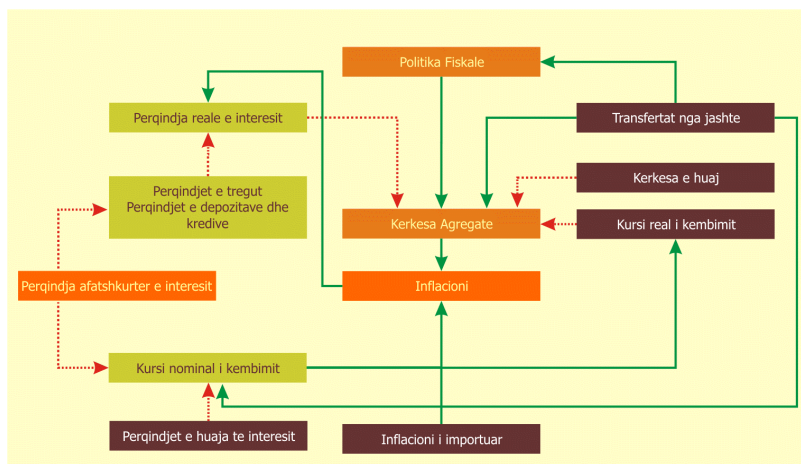 Politika Fiskale
Perqindja reale e interesit
Transfertat nga jashte
Perqindjet e tregut
Perqindjet e depozitave dhe
kredive
Kerkesa e huaj
Kerkesa Agregate
Kursi real i kembimit
Perqindja afatshkurter e interesit
Inflacioni
Kursi nominal i kembimit
Perqindjet e huaja te interesit
Inflacioni i importuar